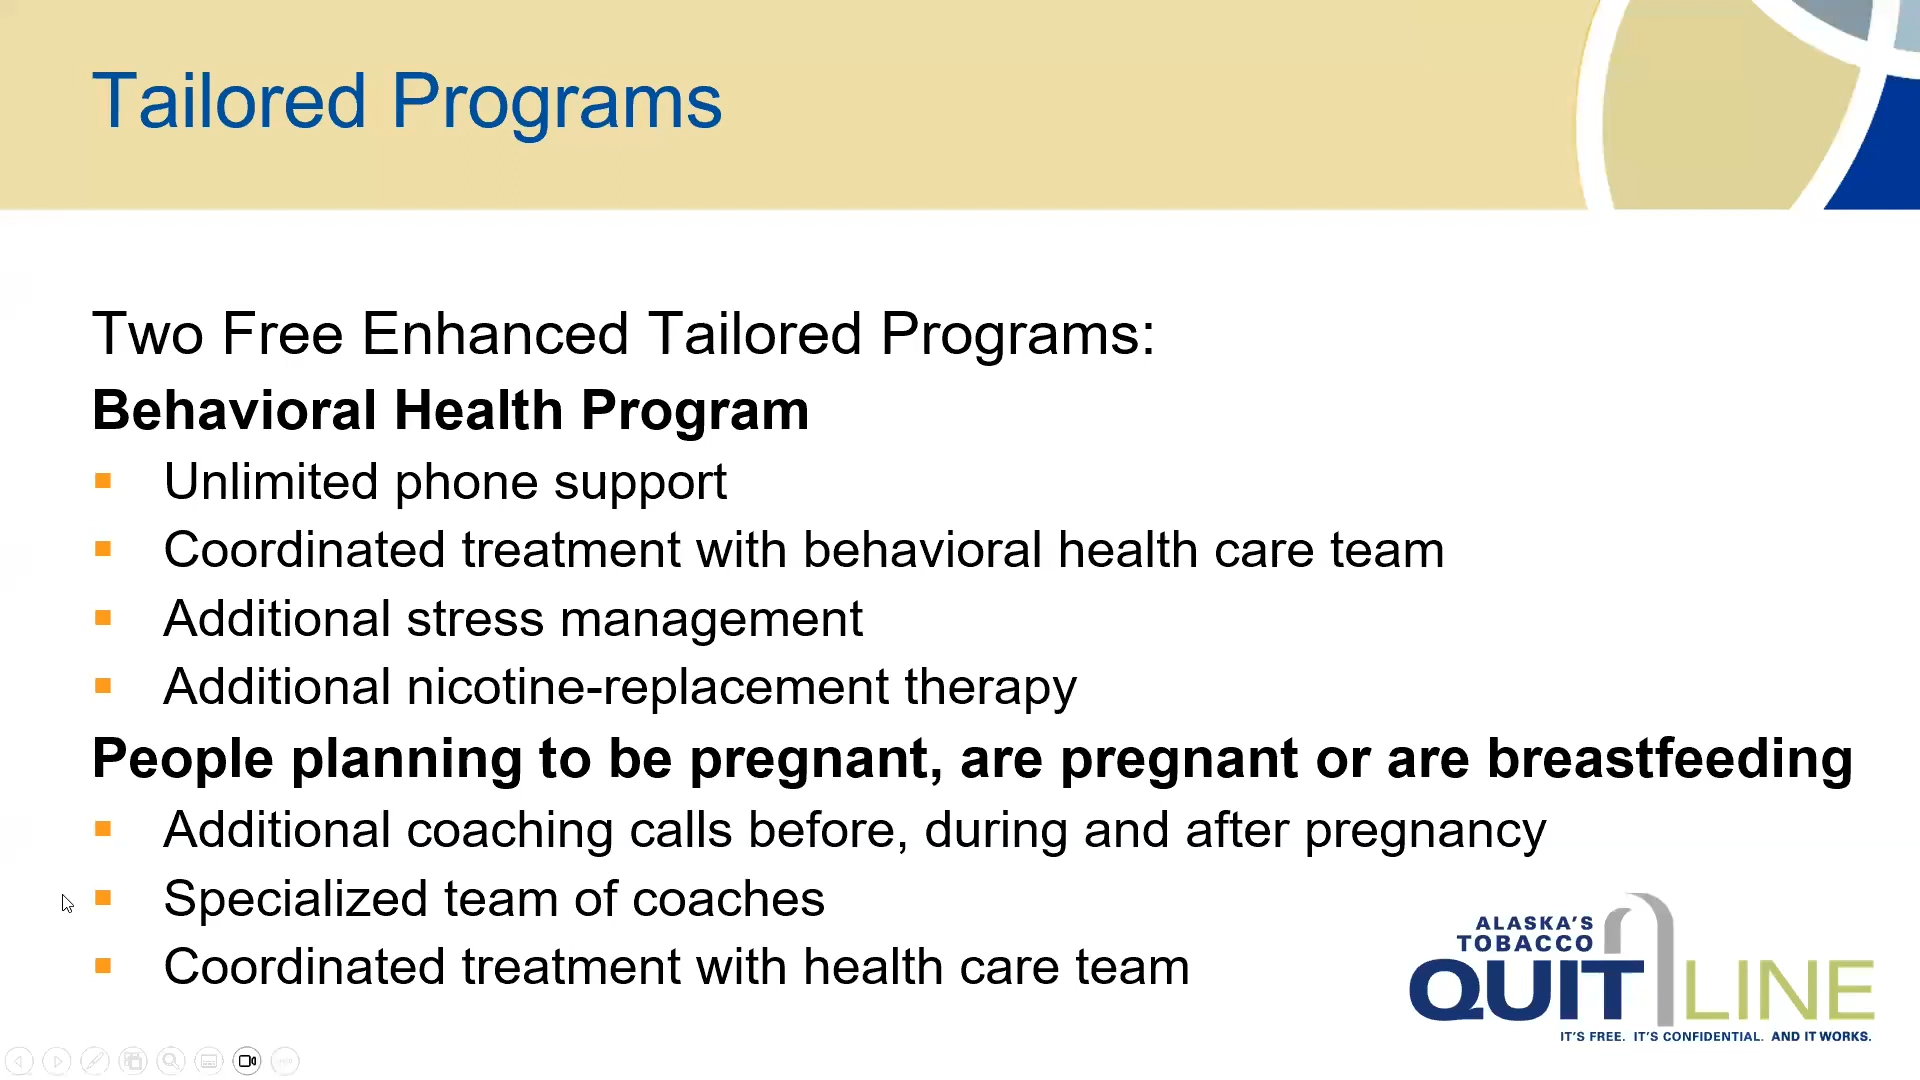 Tailored Programs
Two Free Enhanced Tailored Programs:
Behavioral Health Program
Unlimited phone support
Coordinated treatment with behavioral health care team
Additional stress management
Additional nicotine-replacement therapy
People planning to be pregnant, are pregnant or are breastfeeding
Additional coaching calls before, during and after pregnancy
Specialized team of coaches
Coordinated treatment with health care team
ALASKA'S
TOBACCO
QUIT LINE
IT'S FREE. IT'S CONFIDENTIAL. AND IT WORKS.